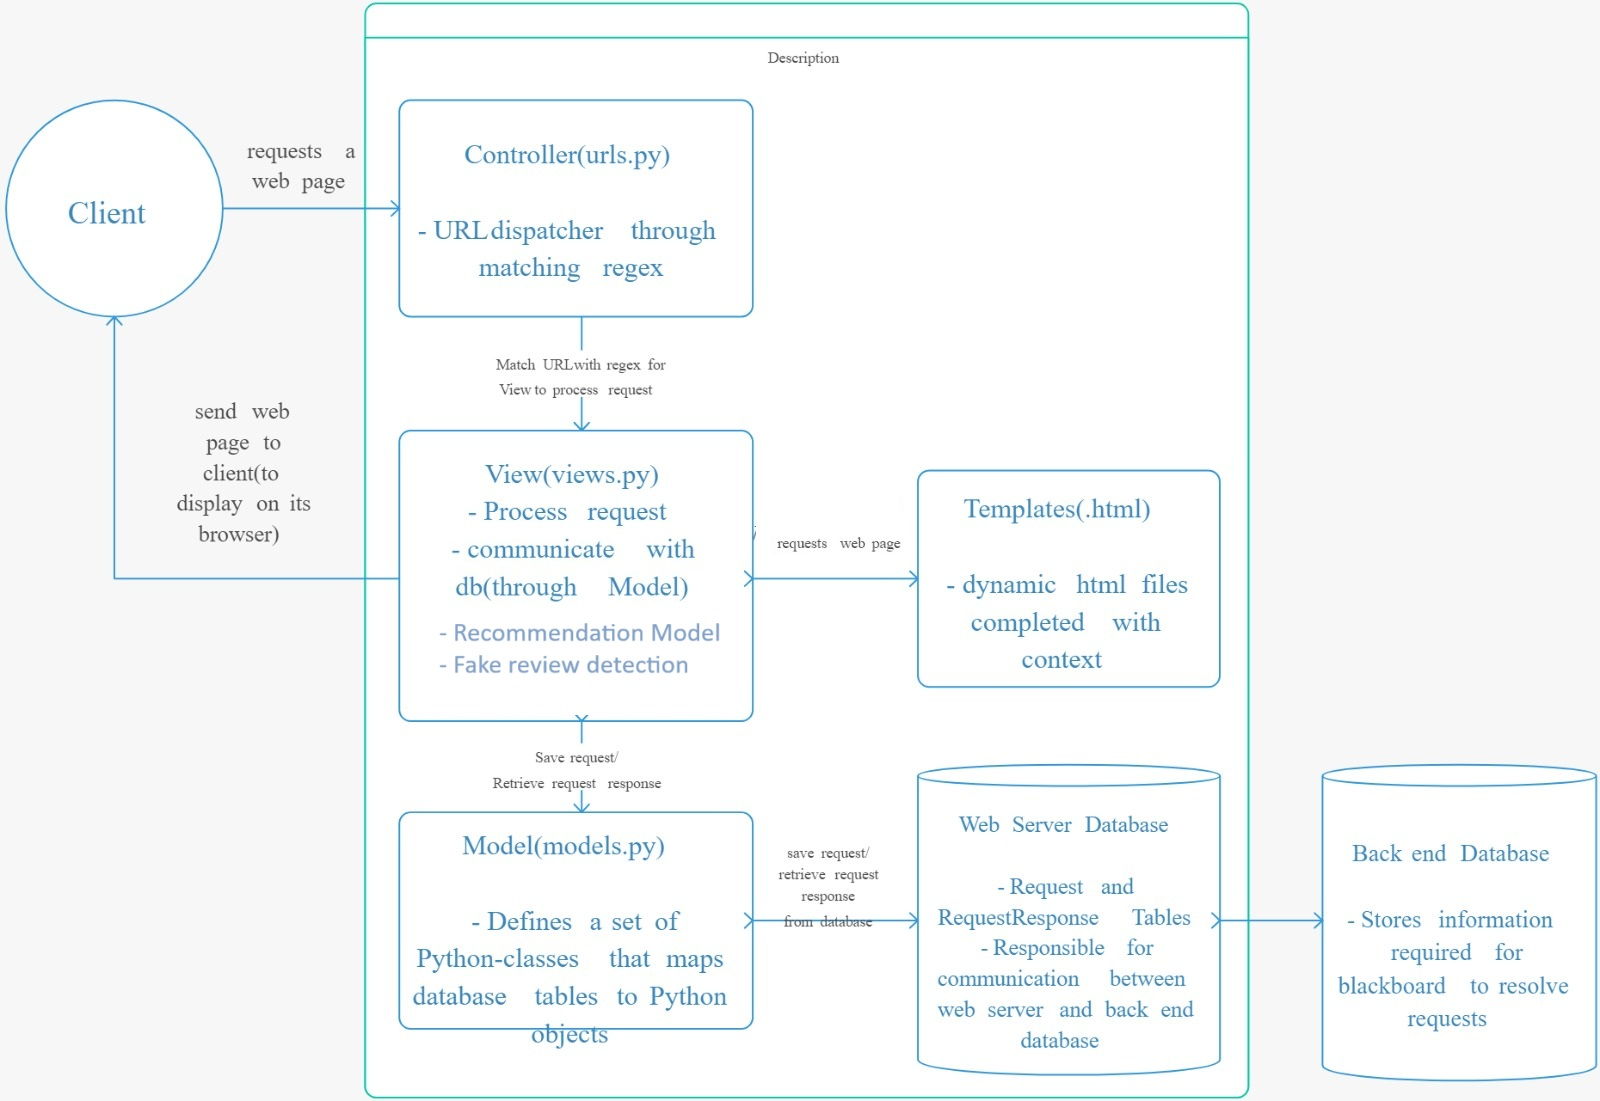 Description
Client
requests a
web page
Controller(urls.py)
- URL dispatcher through
matching regex
Match URL with regex for
View to process request
send web
page to
client(to
display on its
browser)
View(views.py)
- Process request
- communicate with
db(through Model)
- Recommendation Model
- Fake review detection
requests web page
Templates(.html)
- dynamic html files
completed with
context
Save request/
Retrieve request response
Model(models.py)
- Defines a set of
Python-classes that maps
database tables to Python
objects
save request/
retrieve request
response
from database
Web Server Database
- Request and
RequestResponse Tables
- Responsible for
communication between
web server and back end
database
Back end Database
- Stores information
required for
blackboard to resolve
requests